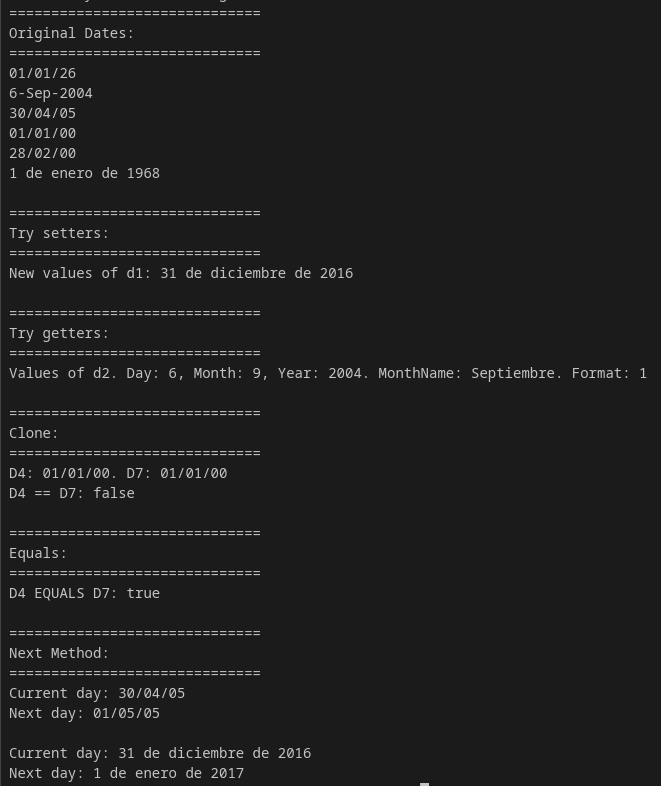 ==============================
Original Dates:
==============================
01/01/26
6-Sep-2004
30/04/05
01/01/00
28/02/00
1 de enero de 1968
==============================
Try setters:
==============================
New values of d1: 31 de diciembre de 2016
==============================
Try getters:
==============================
Values of d2. Day: 6, Month: 9, Year: 2004. MonthName: Septiembre. Format: 1
==============================
Clone:
==============================
D4: 01/01/00. D7: 01/01/00
D4 == D7: false
==============================
Equals:
==============================
D4 EQUALS D7: true
==============================
Next Method:
==============================
Current day: 30/04/05
Next day: 01/05/05
Current day: 31 de diciembre de 2016
Next day: 1 de enero de 2017